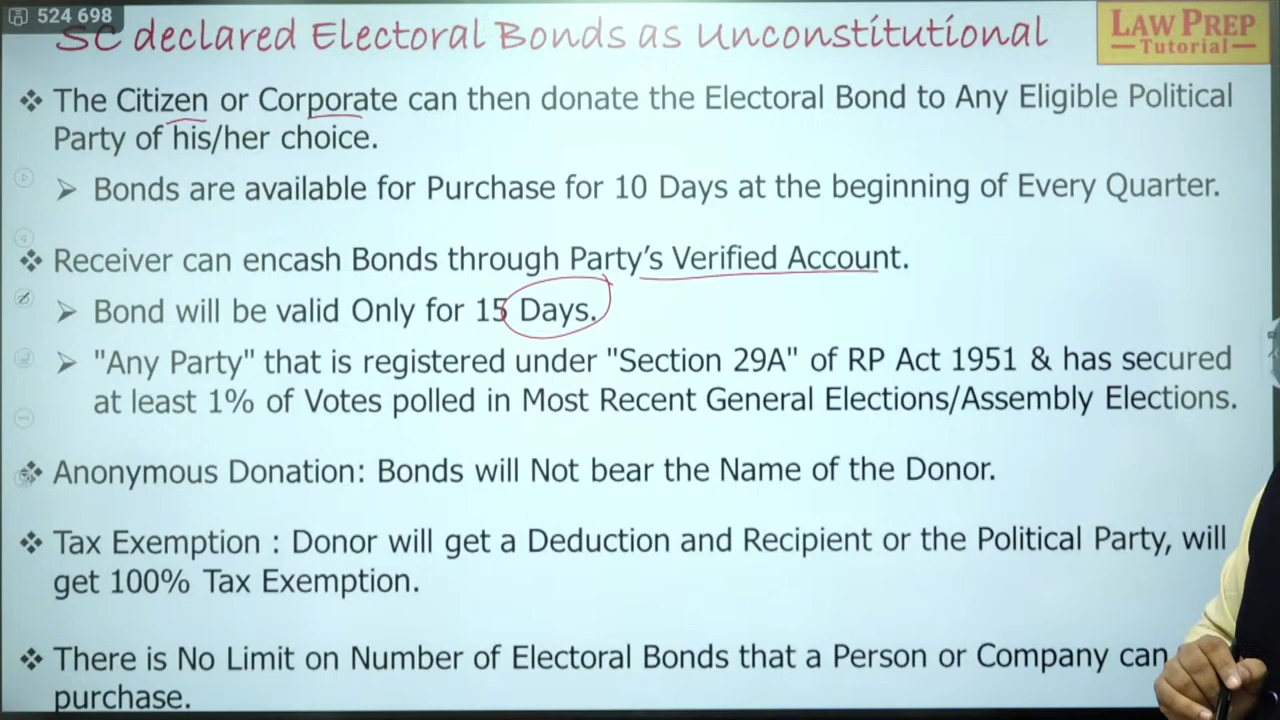 524 698
SC declared Electoral Bonds as Unconstitutional
LAW PREP
Tutorial
❖ The Citizen or Corporate can then donate the Electoral Bond to Any Eligible Political
Party of his/her choice.
➢ Bonds are available for Purchase for 10 Days at the beginning of Every Quarter.
❖ Receiver can encash Bonds through Party's Verified Account.
➢ Bond will be valid Only for 15 Days.
➢ "Any Party" that is registered under "Section 29A" of RP Act 1951 & has secured
at least 1% of Votes polled in Most Recent General Elections/Assembly Elections.
❖ Anonymous Donation: Bonds will Not bear the Name of the Donor.
❖ Tax Exemption : Donor will get a Deduction and Recipient or the Political Party, will
get 100% Tax Exemption.
❖ There is No Limit on Number of Electoral Bonds that a Person or Company can
purchase.